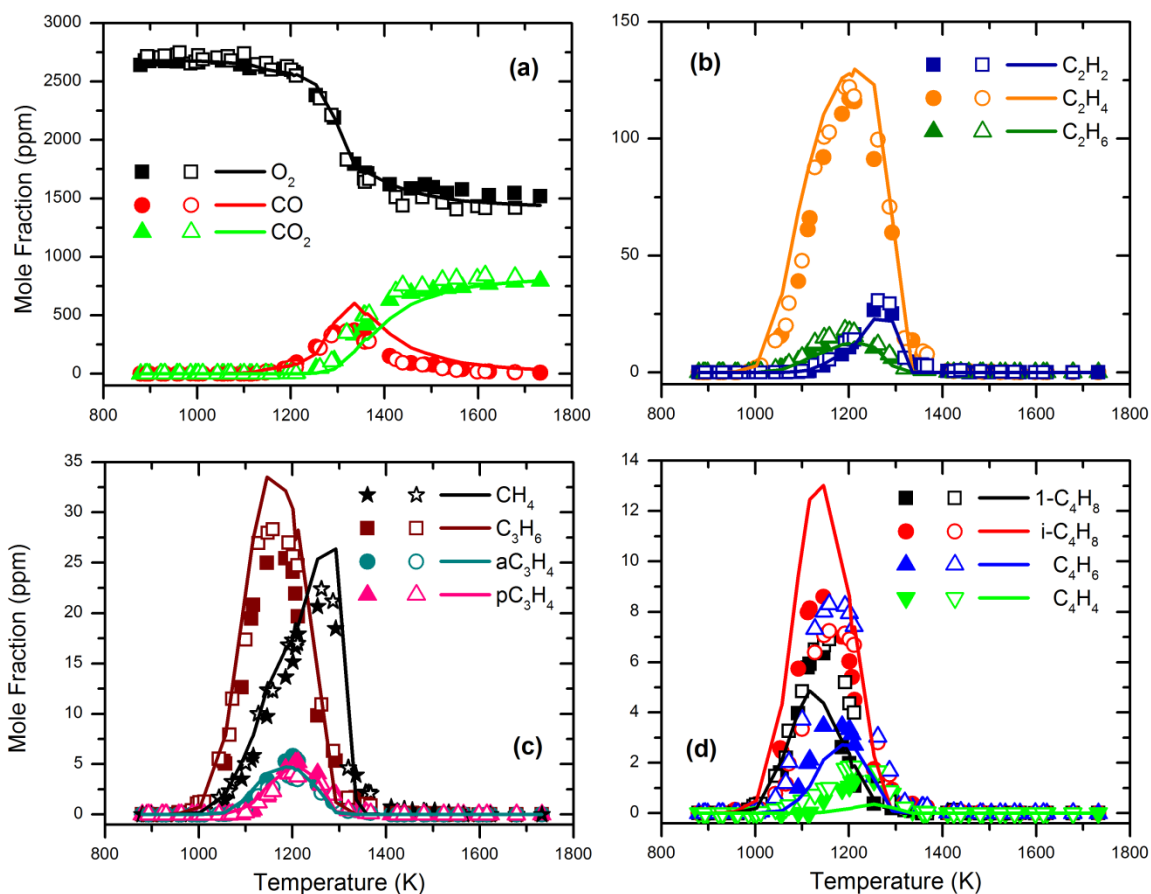 3000
2500
2000
1500
1000
500
0
Mole Fraction (ppm)
(a)
O₂
CO
CO₂
800 1000 1200 1400 1600 1800
150
125
100
75
50
25
0
(b)
C₂H₂
C₂H₄
C₂H₆
800 1000 1200 1400 1600 1800
35
30
25
20
15
10
5
0
Mole Fraction (ppm)
CH₄
C₃H₆
aC₃H₄
pC₃H₄
(c)
800 1000 1200 1400 1600 1800
Temperature (K)
14
12
10
8
6
4
2
0
1-C₄H₈
i-C₄H₈
C₄H₆
C₄H₄
(d)
800 1000 1200 1400 1600 1800
Temperature (K)